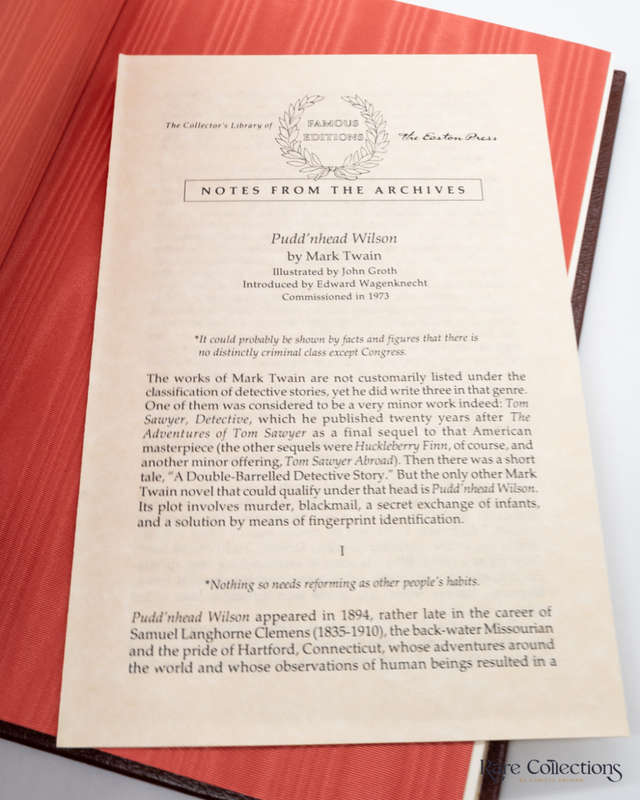 The Collector's Library of
FAMOUS
EDITIONS
The Easton Press
NOTES FROM THE ARCHIVES
Pudd'nhead Wilson
by Mark Twain
Illustrated by John Groth
Introduced by Edward Wagenknecht
Commissioned in 1973
*It could probably be shown by facts and figures that there is
no distinctly criminal class except Congress.
The works of Mark Twain are not customarily listed under the
classification of detective stories, yet he did write three in that genre.
One of them was considered to be a very minor work indeed: Tom
Sawyer, Detective, which he published twenty years after The
Adventures of Tom Sawyer as a final sequel to that American
masterpiece (the other sequels were Huckleberry Finn, of course, and
another minor offering, Tom Sawyer Abroad). Then there was a short
tale, “A Double-Barrelled Detective Story.” But the only other Mark
Twain novel that could qualify under that head is Pudd'nhead Wilson.
Its plot involves murder, blackmail, a secret exchange of infants,
and a solution by means of fingerprint identification.
I
*Nothing so needs reforming as other people's habits.
Pudd'nhead Wilson appeared in 1894, rather late in the career of
Samuel Langhorne Clemens (1835-1910), the back-water Missourian
and the pride of Hartford, Connecticut, whose adventures around
the world and whose observations of human beings resulted in a
Rare Collections